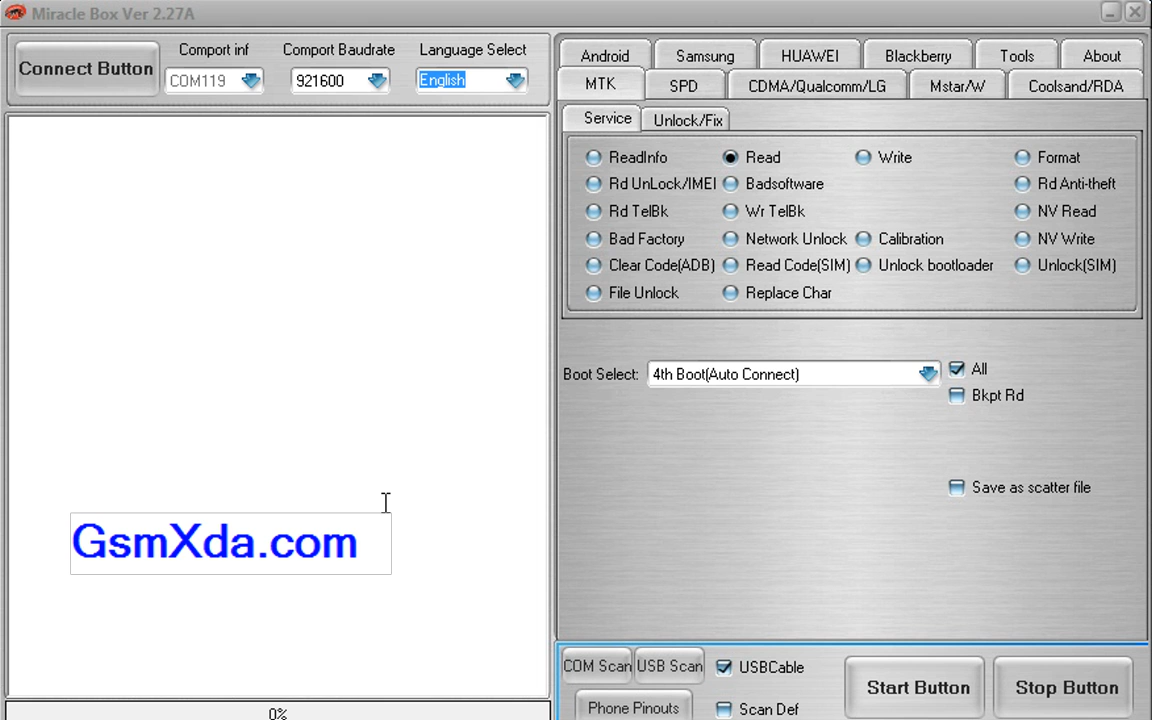 Miracle Box Ver 2.27A
Connect Button
Comport inf
Comport Baudrate
Language Select
COM119
921600
English
Android
Samsung
HUAWEI
Blackberry
Tools
About
MTK
SPD
CDMA/Qualcomm/LG
Mstar/W
Coolsand/RDA
Service
Unlock/Fix
ReadInfo
Read
Write
Format
Rd UnLock/IMEI
Badsoftware
Rd Anti-theft
Rd TelBk
Wr TelBk
NV Read
Bad Factory
Network Unlock
Calibration
NV Write
Clear Code(ADB)
Read Code(SIM)
Unlock bootloader
Unlock(SIM)
File Unlock
Replace Char
Boot Select:
4th Boot(Auto Connect)
All
Bkpt Rd
Save as scatter file
GsmXda.com
COM Scan
USB Scan
USBCable
Start Button
Stop Button
Phone Pinouts
Scan Def
0%